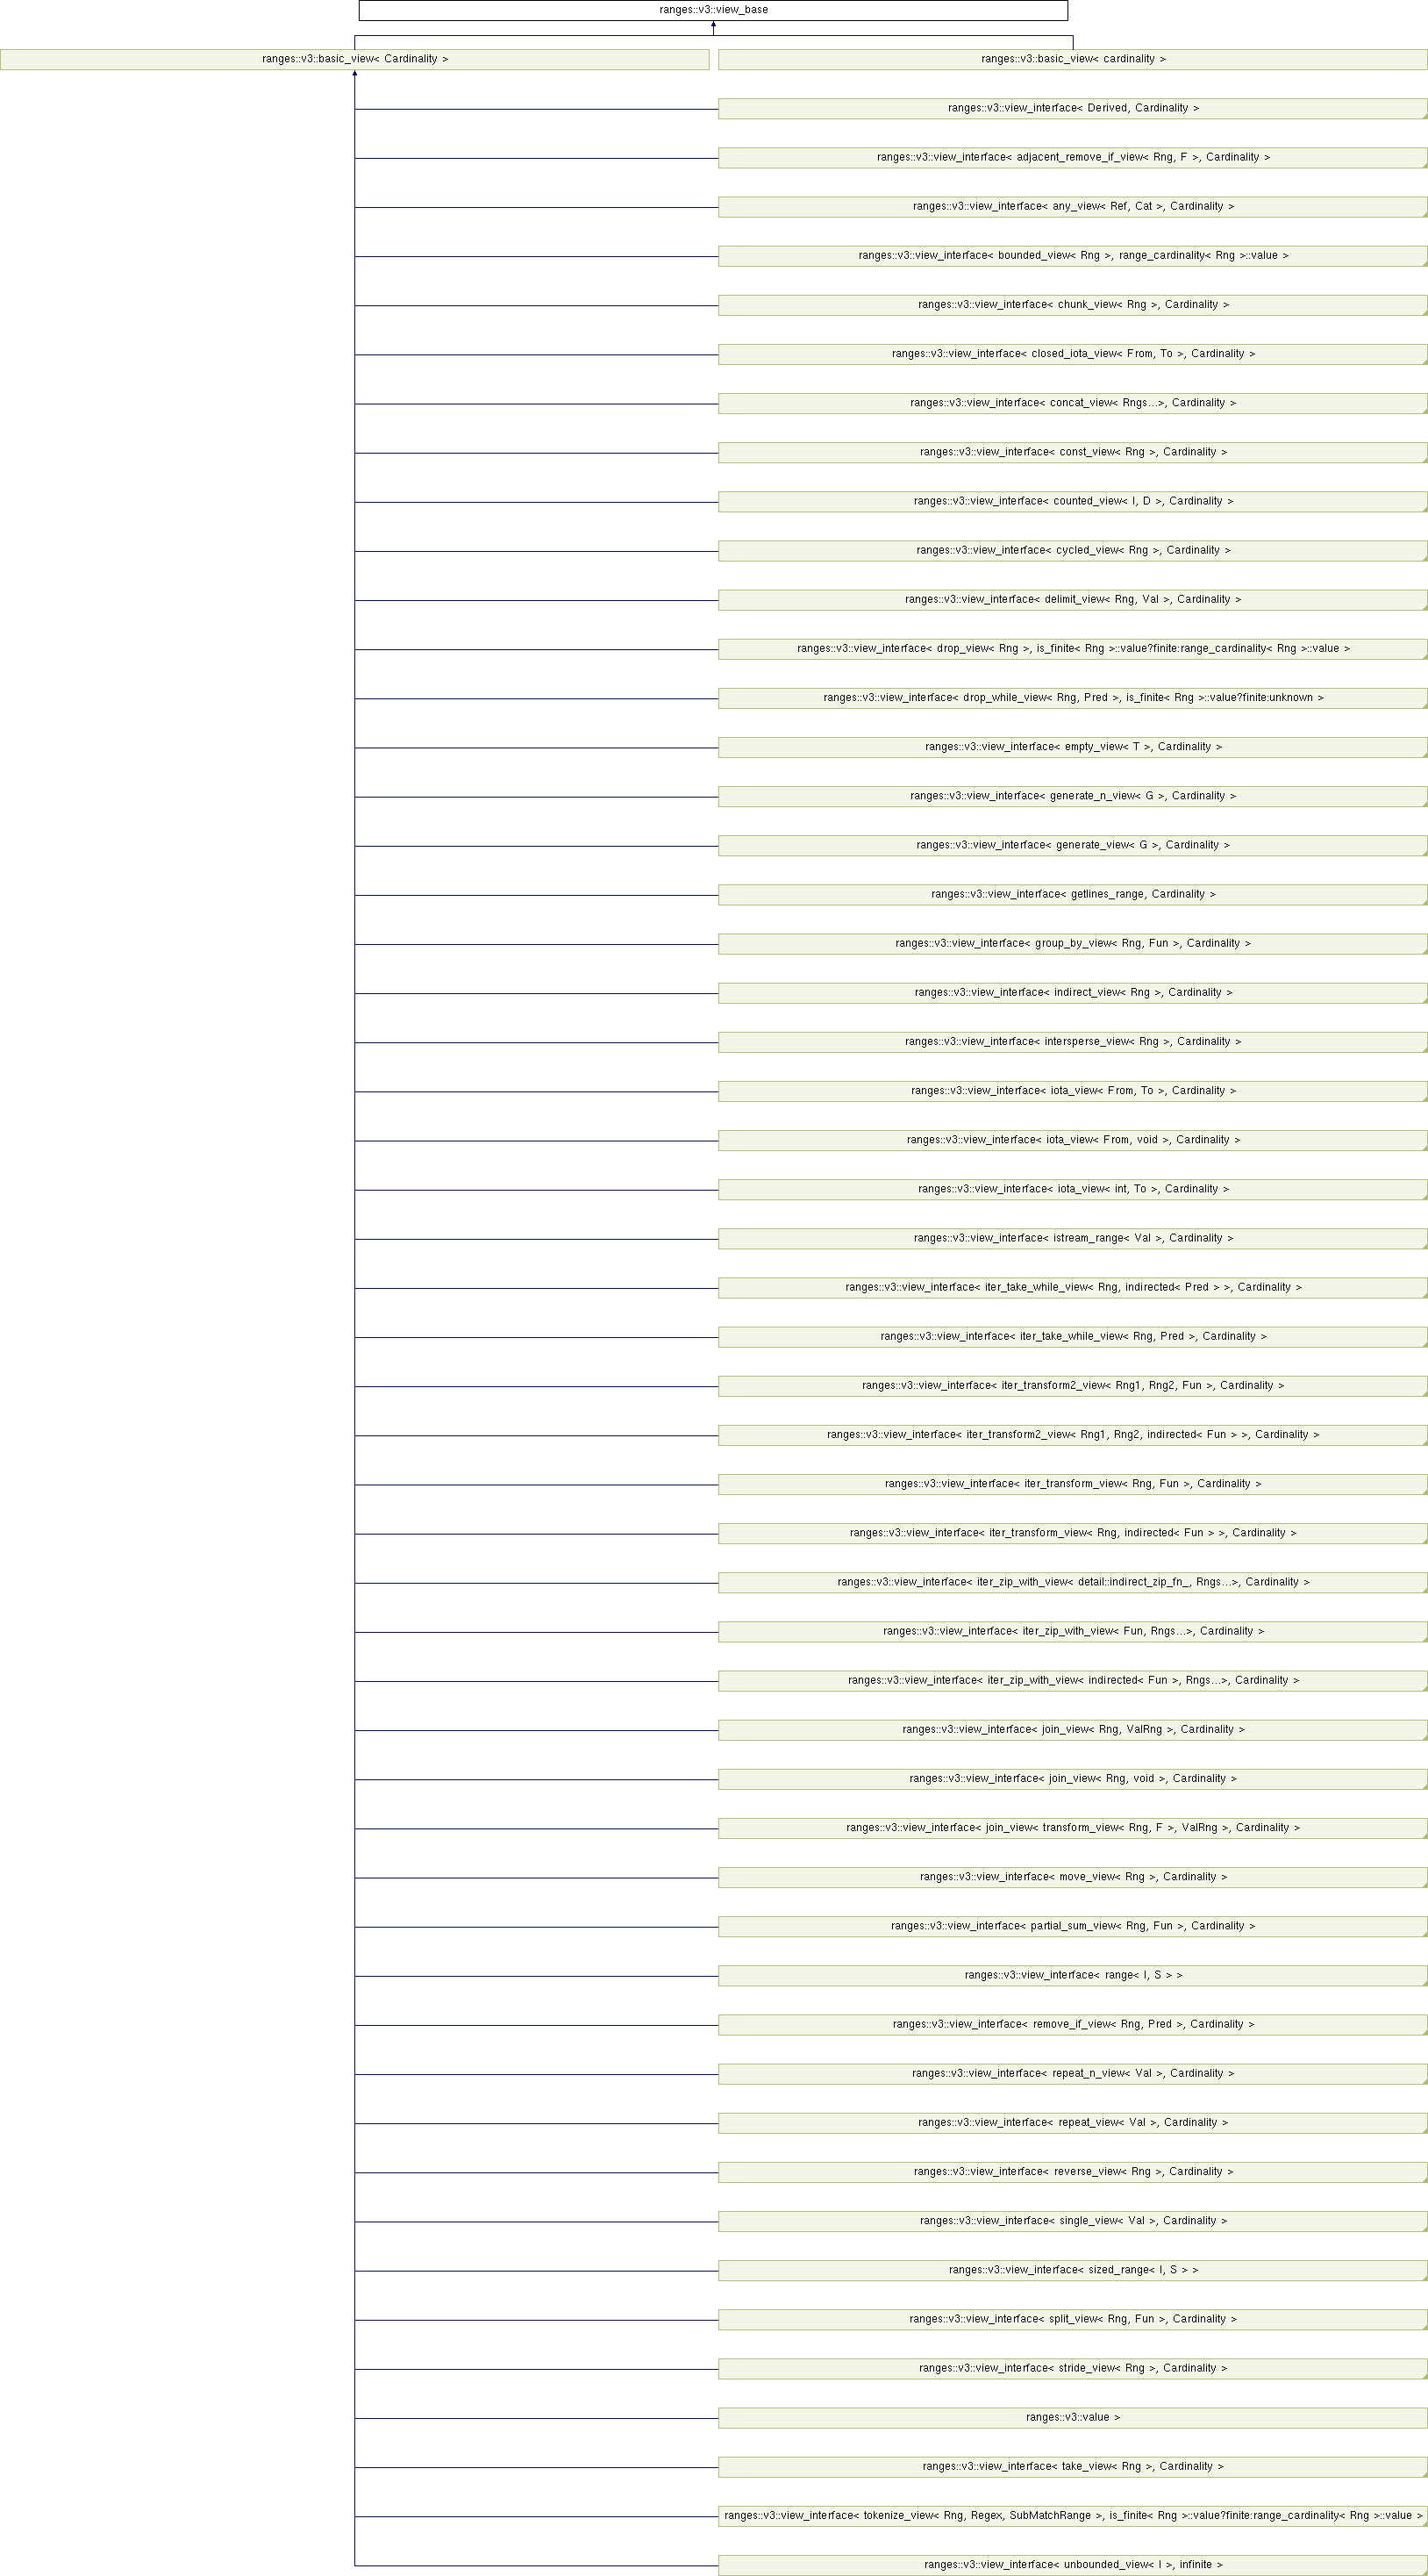 ranges::v3::view_base
ranges::v3::basic_view< Cardinality >
ranges::v3::basic_view< cardinality >
ranges::v3::view_interface< Derived, Cardinality >
ranges::v3::view_interface< adjacent_remove_if_view< Rng, F >, Cardinality >
ranges::v3::view_interface< any_view< Ref, Cat >, Cardinality >
ranges::v3::view_interface< bounded_view< Rng >, range_cardinality< Rng >::value >
ranges::v3::view_interface< chunk_view< Rng >, Cardinality >
ranges::v3::view_interface< closed_iota_view< From, To >, Cardinality >
ranges::v3::view_interface< concat_view< Rngs...>, Cardinality >
ranges::v3::view_interface< const_view< Rng >, Cardinality >
ranges::v3::view_interface< counted_view< I, D >, Cardinality >
ranges::v3::view_interface< cycled_view< Rng >, Cardinality >
ranges::v3::view_interface< delimit_view< Rng, Val >, Cardinality >
ranges::v3::view_interface< drop_view< Rng >, is_finite< Rng >::value?finite:range_cardinality< Rng >::value >
ranges::v3::view_interface< drop_while_view< Rng, Pred >, is_finite< Rng >::value?finite:unknown >
ranges::v3::view_interface< empty_view< T >, Cardinality >
ranges::v3::view_interface< generate_n_view< G >, Cardinality >
ranges::v3::view_interface< generate_view< G >, Cardinality >
ranges::v3::view_interface< getlines_range, Cardinality >
ranges::v3::view_interface< group_by_view< Rng, Fun >, Cardinality >
ranges::v3::view_interface< indirect_view< Rng >, Cardinality >
ranges::v3::view_interface< intersperse_view< Rng >, Cardinality >
ranges::v3::view_interface< iota_view< From, To >, Cardinality >
ranges::v3::view_interface< iota_view< From, void >, Cardinality >
ranges::v3::view_interface< iota_view< int, To >, Cardinality >
ranges::v3::view_interface< istream_range< Val >, Cardinality >
ranges::v3::view_interface< iter_take_while_view< Rng, indirected< Pred > >, Cardinality >
ranges::v3::view_interface< iter_take_while_view< Rng, Pred >, Cardinality >
ranges::v3::view_interface< iter_transform2_view< Rng1, Rng2, Fun >, Cardinality >
ranges::v3::view_interface< iter_transform2_view< Rng1, Rng2, indirected< Fun > >, Cardinality >
ranges::v3::view_interface< iter_transform_view< Rng, Fun >, Cardinality >
ranges::v3::view_interface< iter_transform_view< Rng, indirected< Fun > >, Cardinality >
ranges::v3::view_interface< iter_zip_with_view< detail::indirect_zip_fn_, Rngs...>, Cardinality >
ranges::v3::view_interface< iter_zip_with_view< Fun, Rngs...>, Cardinality >
ranges::v3::view_interface< iter_zip_with_view< indirected< Fun >, Rngs...>, Cardinality >
ranges::v3::view_interface< join_view< Rng, ValRng >, Cardinality >
ranges::v3::view_interface< join_view< Rng, void >, Cardinality >
ranges::v3::view_interface< join_view< transform_view< Rng, F >, ValRng >, Cardinality >
ranges::v3::view_interface< move_view< Rng >, Cardinality >
ranges::v3::view_interface< partial_sum_view< Rng, Fun >, Cardinality >
ranges::v3::view_interface< range< I, S > >
ranges::v3::view_interface< remove_if_view< Rng, Pred >, Cardinality >
ranges::v3::view_interface< repeat_n_view< Val >, Cardinality >
ranges::v3::view_interface< repeat_view< Val >, Cardinality >
ranges::v3::view_interface< reverse_view< Rng >, Cardinality >
ranges::v3::view_interface< single_view< Val >, Cardinality >
ranges::v3::view_interface< sized_range< I, S > >
ranges::v3::view_interface< split_view< Rng, Fun >, Cardinality >
ranges::v3::view_interface< stride_view< Rng >, Cardinality >
ranges::v3::value >
ranges::v3::view_interface< take_view< Rng >, Cardinality >
ranges::v3::view_interface< tokenize_view< Rng, Regex, SubMatchRange >, is_finite< Rng >::value?finite:range_cardinality< Rng >::value >
ranges::v3::view_interface< unbounded_view< I >, infinite >